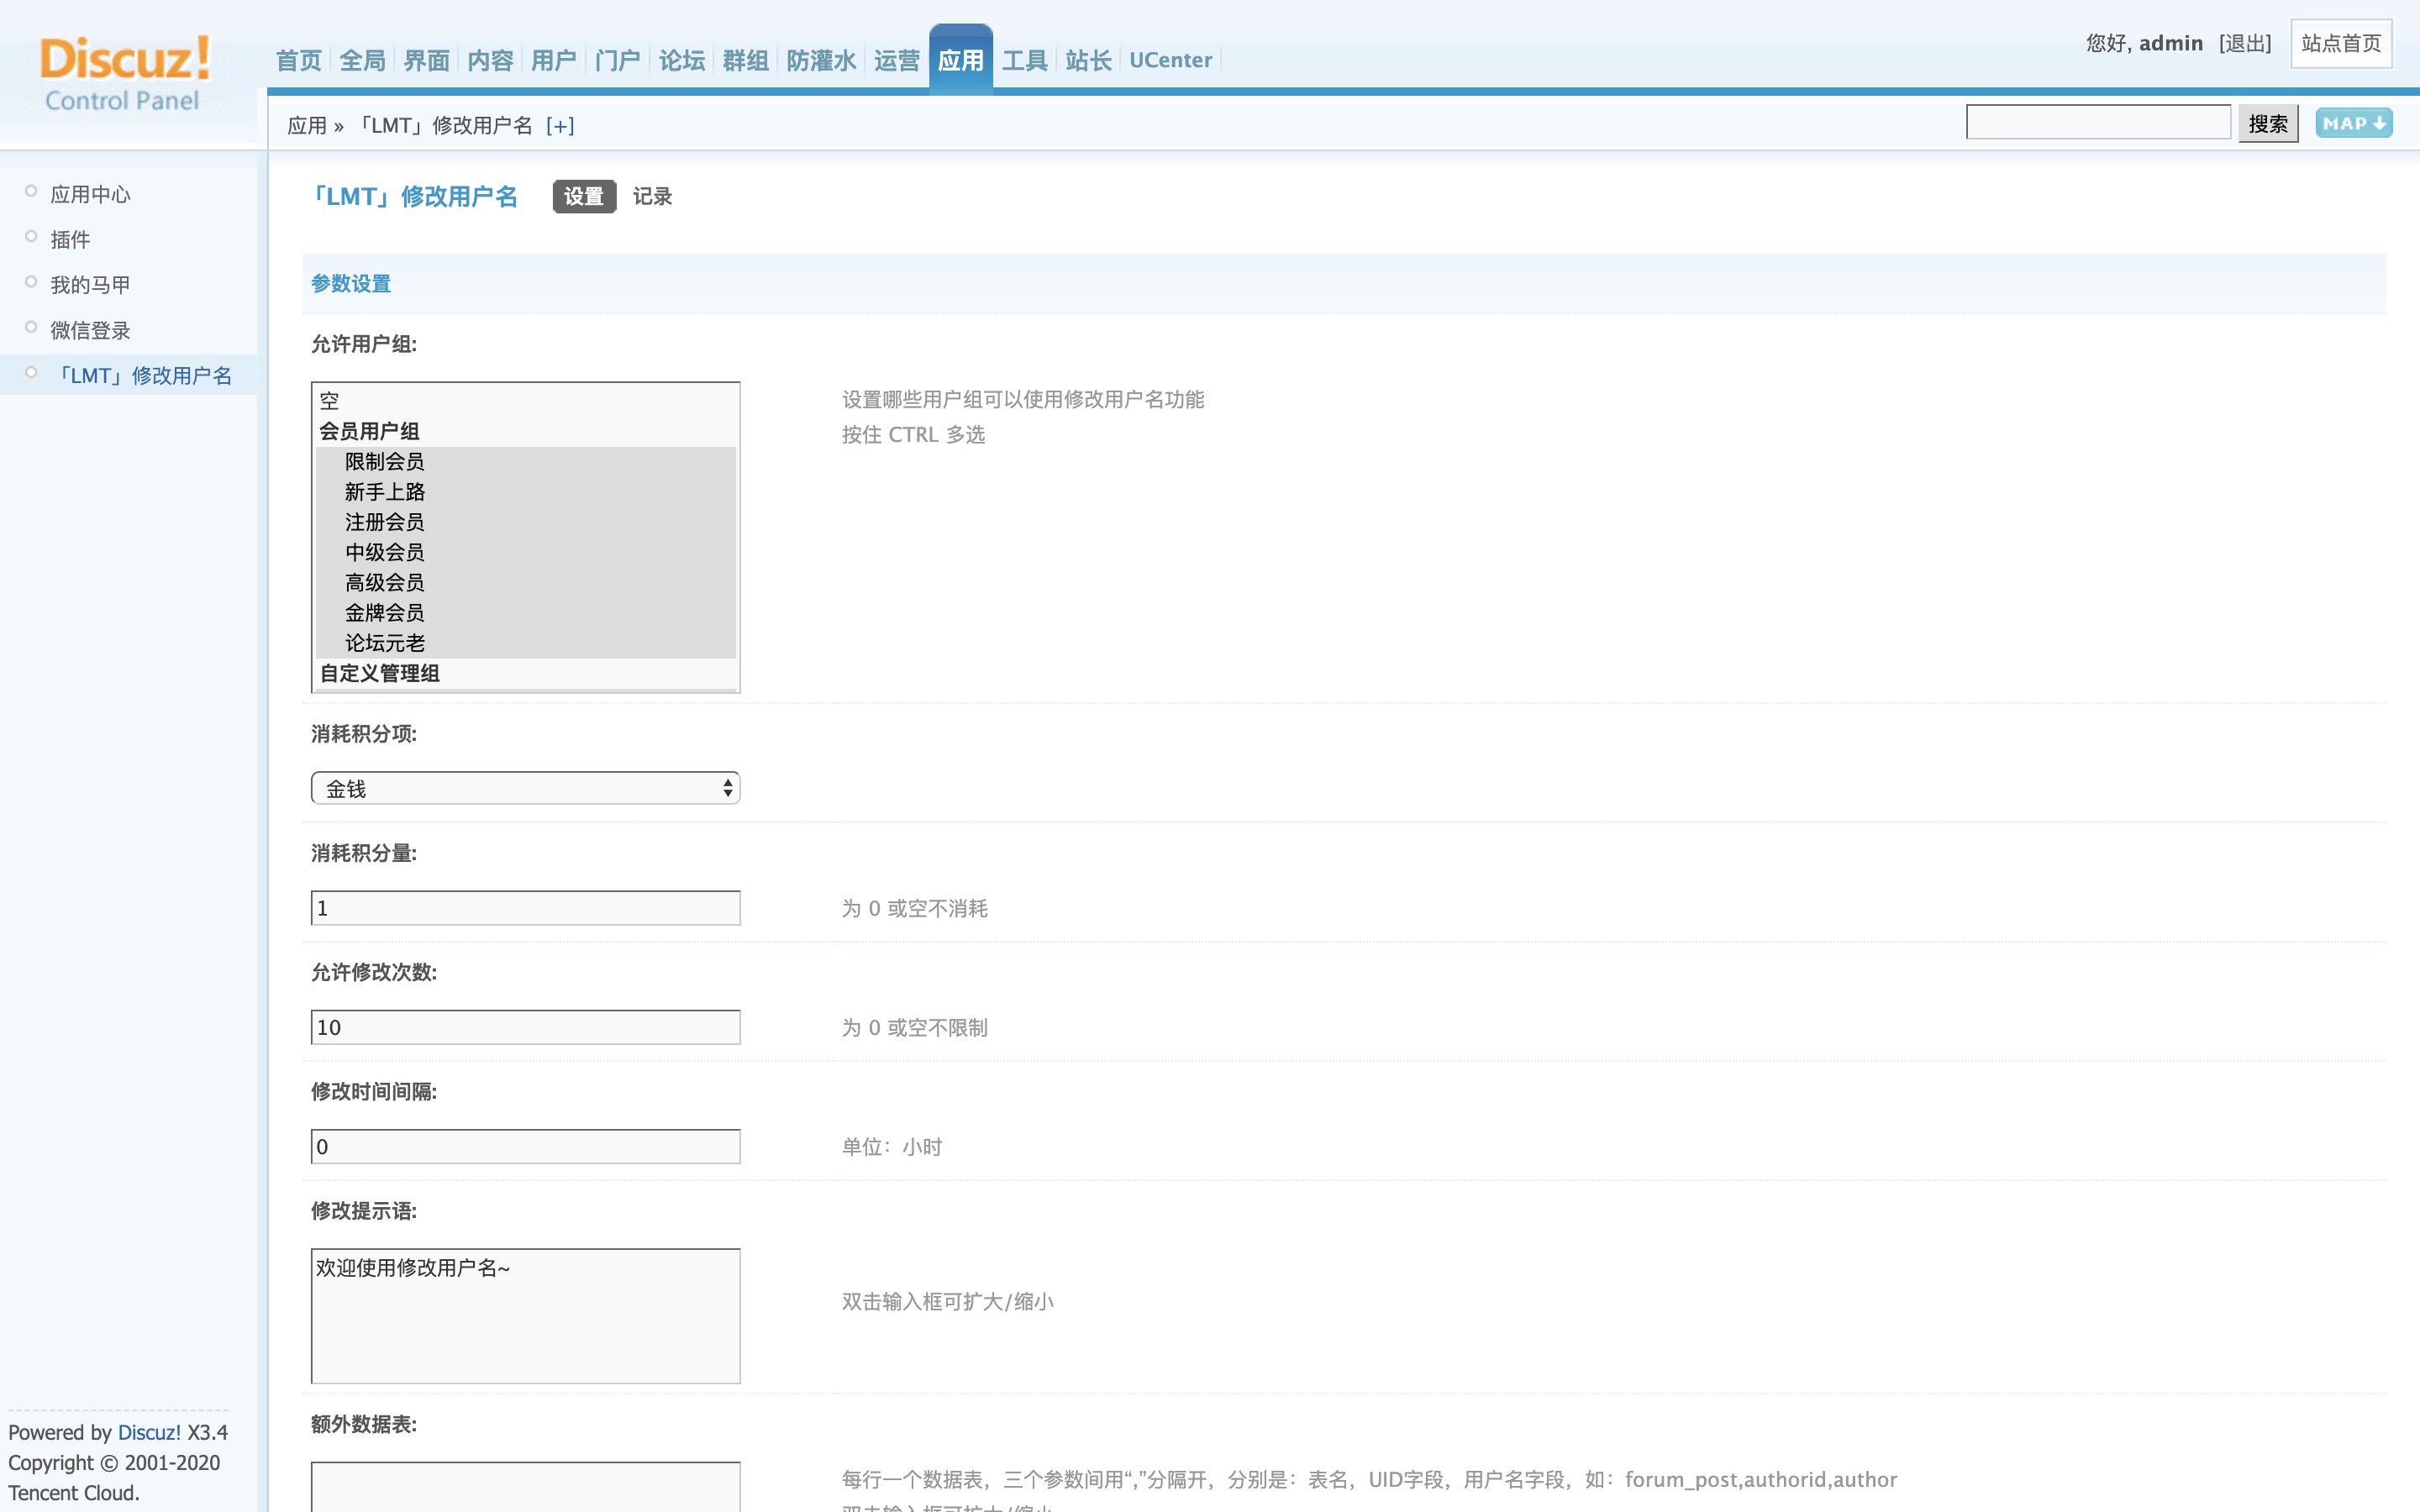 Discuz!
Control Panel
首页 全局 界面 内容 用户 门户 论坛 群组 防灌水 运营 应用 工具 站长 UCenter
您好, admin [退出] 站点首页
应用 » 「LMT」修改用户名 [+]
搜索 MAP
应用中心
插件
我的马甲
微信登录
「LMT」修改用户名
「LMT」修改用户名 设置 记录
参数设置
允许用户组:
空
会员用户组
限制会员
新手上路
注册会员
中级会员
高级会员
金牌会员
论坛元老
自定义管理组
设置哪些用户组可以使用修改用户名功能
按住 CTRL 多选
消耗积分项:
金钱
消耗积分量:
1
为 0 或空不消耗
允许修改次数:
10
为 0 或空不限制
修改时间间隔:
0
单位：小时
修改提示语:
欢迎使用修改用户名~
双击输入框可扩大/缩小
额外数据表:
每行一个数据表，三个参数间用“,”分隔开，分别是：表名，UID字段，用户名字段，如：forum_post,authorid,author
双击输入框可扩大/缩小
Powered by Discuz! X3.4
Copyright © 2001-2020
Tencent Cloud.